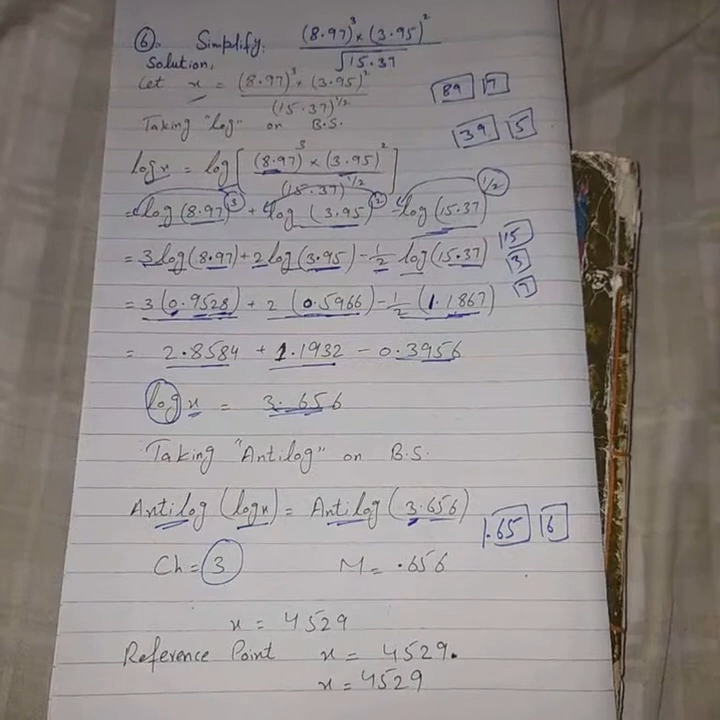 6). Simplify: (8.97)³ × (3.95)² / √15.37
Solution,
Let x = (8.97)³ × (3.95)² / (15.37)^1/2
89 7
Taking "log" on B.S.
39 5
log x = log [ (8.97)³ × (3.95)² / (15.37)^1/2 ]
= log (8.97)³ + log (3.95)² - log (15.37)^1/2
= 3 log (8.97) + 2 log (3.95) - 1/2 log (15.37)
15
3
7
= 3 (0.9528) + 2 (0.5966) - 1/2 (1.1867)
= 2.8584 + 1.1932 - 0.3956
log x = 3.656
Taking "Antilog" on B.S.
Antilog (log x) = Antilog (3.656)
.65 6
Ch = 3 M = .656
x = 4529
Reference Point x = 4529.
x = 4529